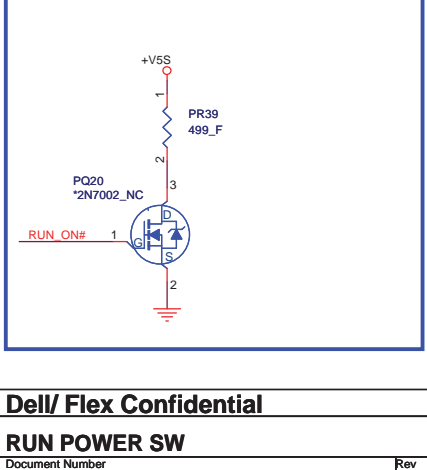 +V5S
1
PR39
499_F
2
PQ20
*2N7002_NC
3
D
RUN_ON#
1
G
S
2
Dell/ Flex Confidential
RUN POWER SW
Document Number
Rev